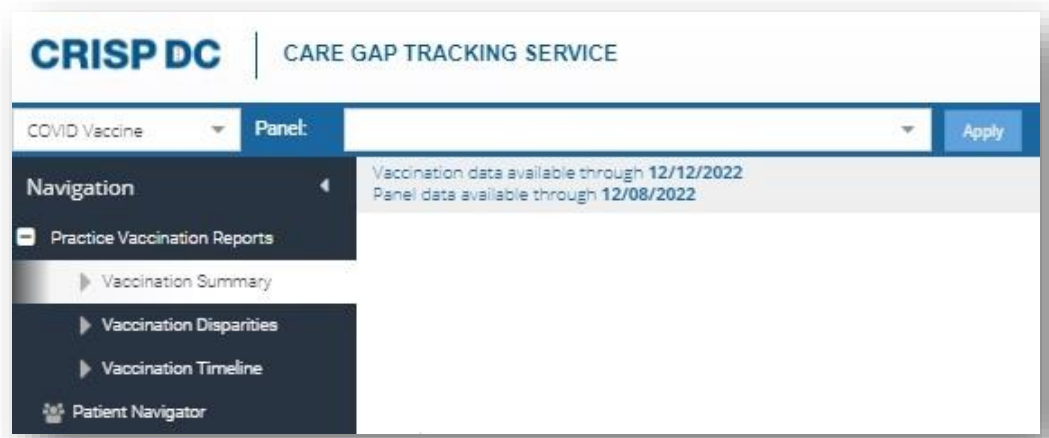 CRISP DC CARE GAP TRACKING SERVICE
COVID Vaccine Panel: Apply
Navigation
Vaccination data available through 12/12/2022
Panel data available through 12/08/2022
Practice Vaccination Reports
Vaccination Summary
Vaccination Disparities
Vaccination Timeline
Patient Navigator